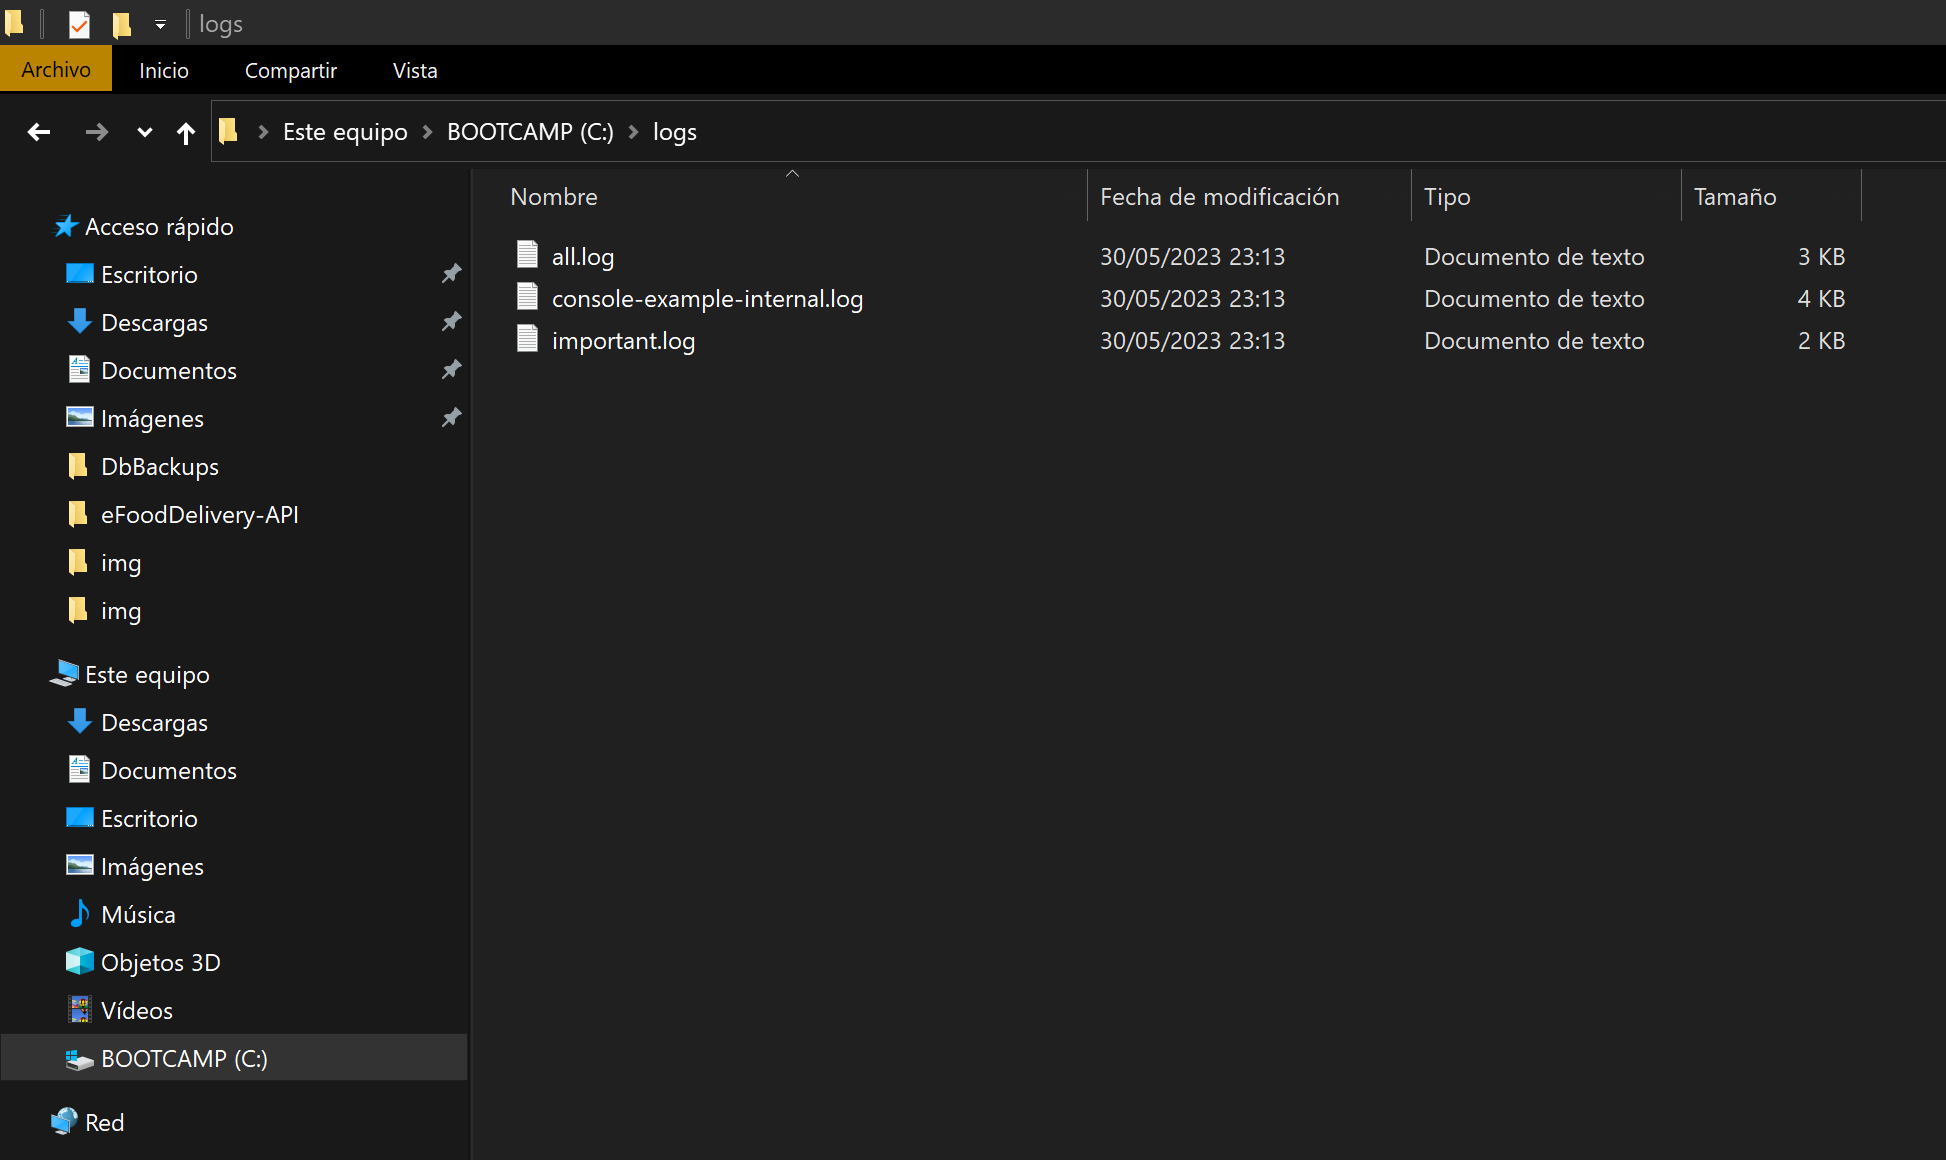 logs
Archivo Inicio Compartir Vista
Este equipo BOOTCAMP (C:) logs
Nombre Fecha de modificación Tipo Tamaño
all.log 30/05/2023 23:13 Documento de texto 3 KB
console-example-internal.log 30/05/2023 23:13 Documento de texto 4 KB
important.log 30/05/2023 23:13 Documento de texto 2 KB
Acceso rápido
Escritorio
Descargas
Documentos
Imágenes
DbBackups
eFoodDelivery-API
img
img
Este equipo
Descargas
Documentos
Escritorio
Imágenes
Música
Objetos 3D
Vídeos
BOOTCAMP (C:)
Red